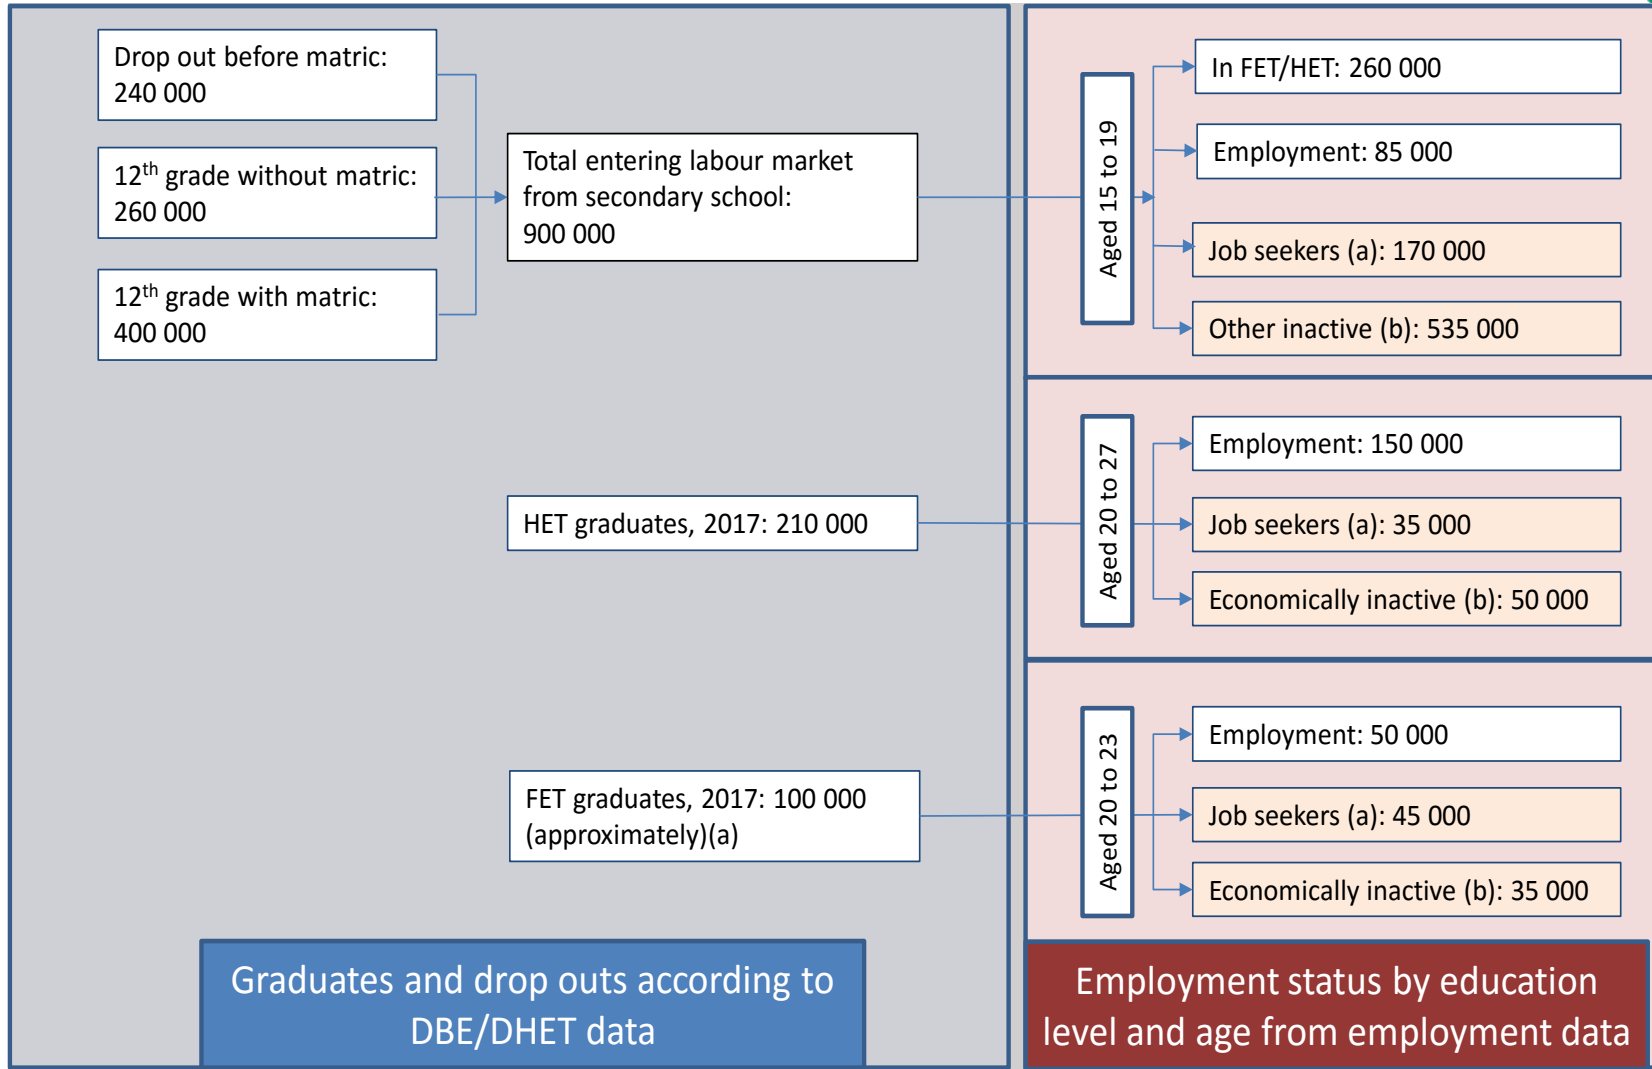 Drop out before matric:
240 000
12th grade without matric:
260 000
12th grade with matric:
400 000
Total entering labour market
from secondary school:
900 000
Aged 15 to 19
In FET/HET: 260 000
Employment: 85 000
Job seekers (a): 170 000
Other inactive (b): 535 000
HET graduates, 2017: 210 000
Aged 20 to 27
Employment: 150 000
Job seekers (a): 35 000
Economically inactive (b): 50 000
FET graduates, 2017: 100 000
(approximately)(a)
Aged 20 to 23
Employment: 50 000
Job seekers (a): 45 000
Economically inactive (b): 35 000
Graduates and drop outs according to
DBE/DHET data
Employment status by education
level and age from employment data